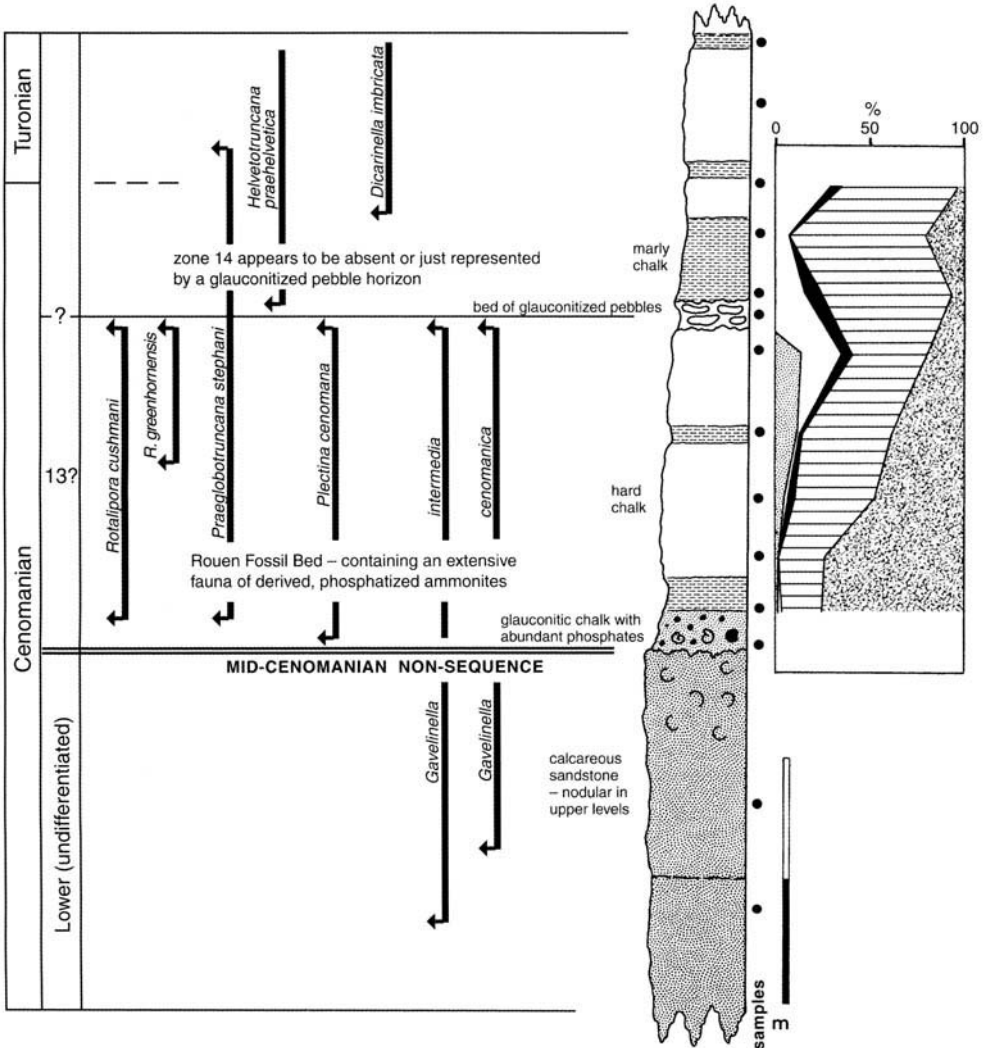 Turonian
Cenomanian
?
13?
Lower (undifferentiated)
Rotalipora cushmani
R. greenhornensis
Praeglobotruncana stephani
Helvetotruncana
praehelvetica
Dicarinella imbricata
Plectina cenomana
intermedia
cenomanica
Gavelinella
Gavelinella
zone 14 appears to be absent or just represented
by a glauconitized pebble horizon
Rouen Fossil Bed – containing an extensive
fauna of derived, phosphatized ammonites
MID-CENOMANIAN NON-SEQUENCE
marly
chalk
bed of glauconitized pebbles
hard
chalk
glauconitic chalk with
abundant phosphates
calcareous
sandstone
– nodular in
upper levels
samples
%
0 50 100
m